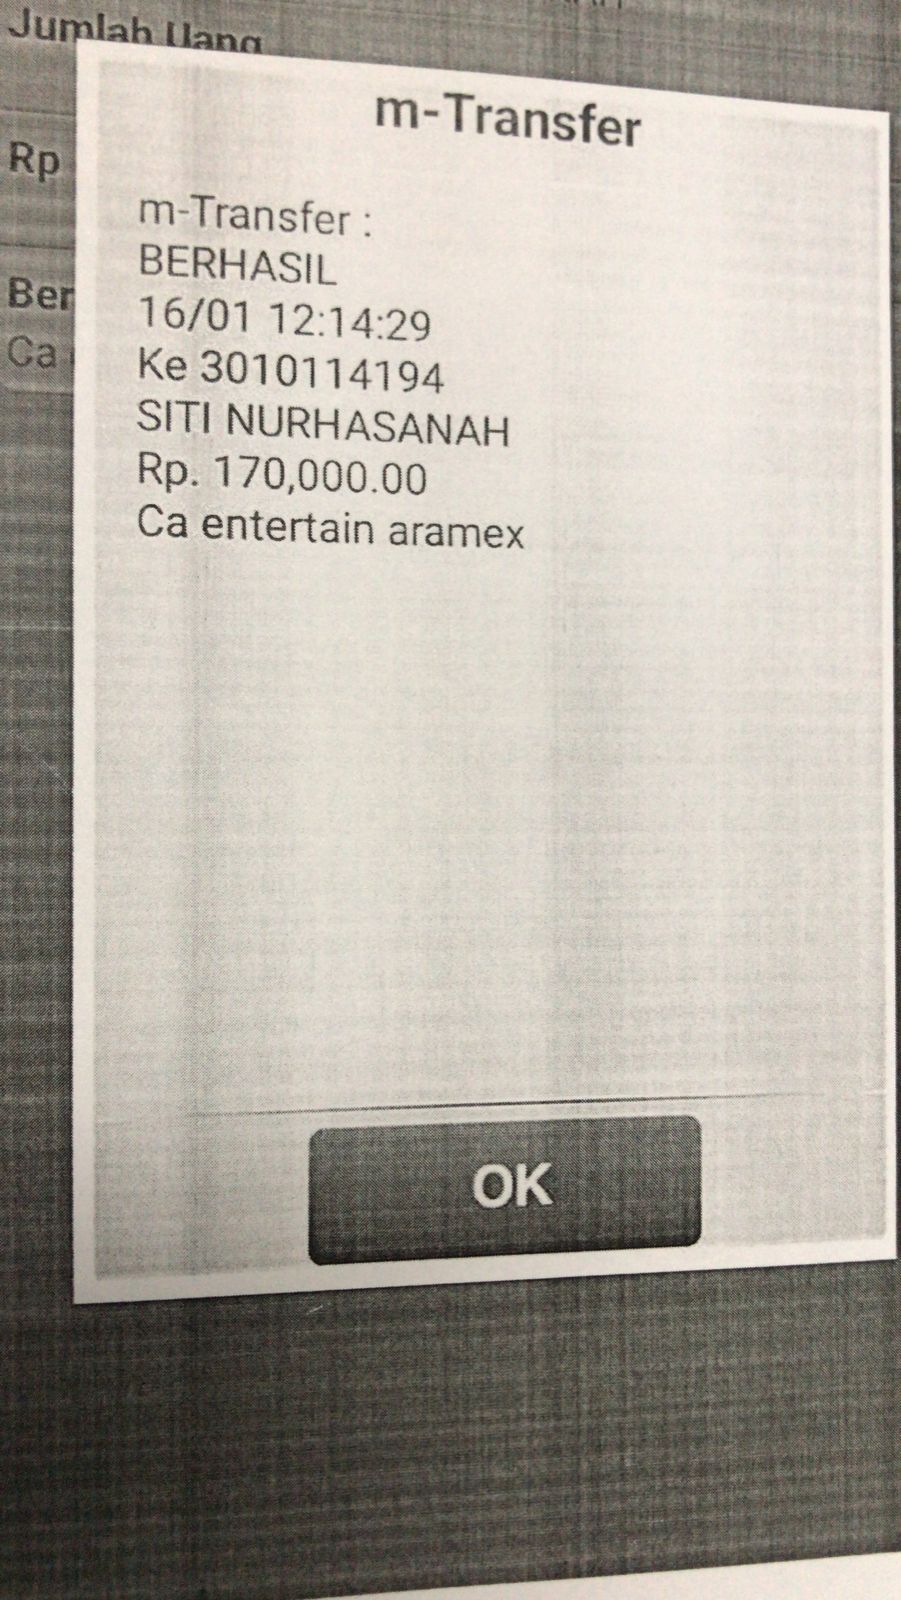 Jumlah Uang
m-Transfer
Rp
m-Transfer :
BERHASIL
Ber
16/01 12:14:29
Ca
Ke 3010114194
SITI NURHASANAH
Rp. 170,000.00
Ca entertain aramex
OK